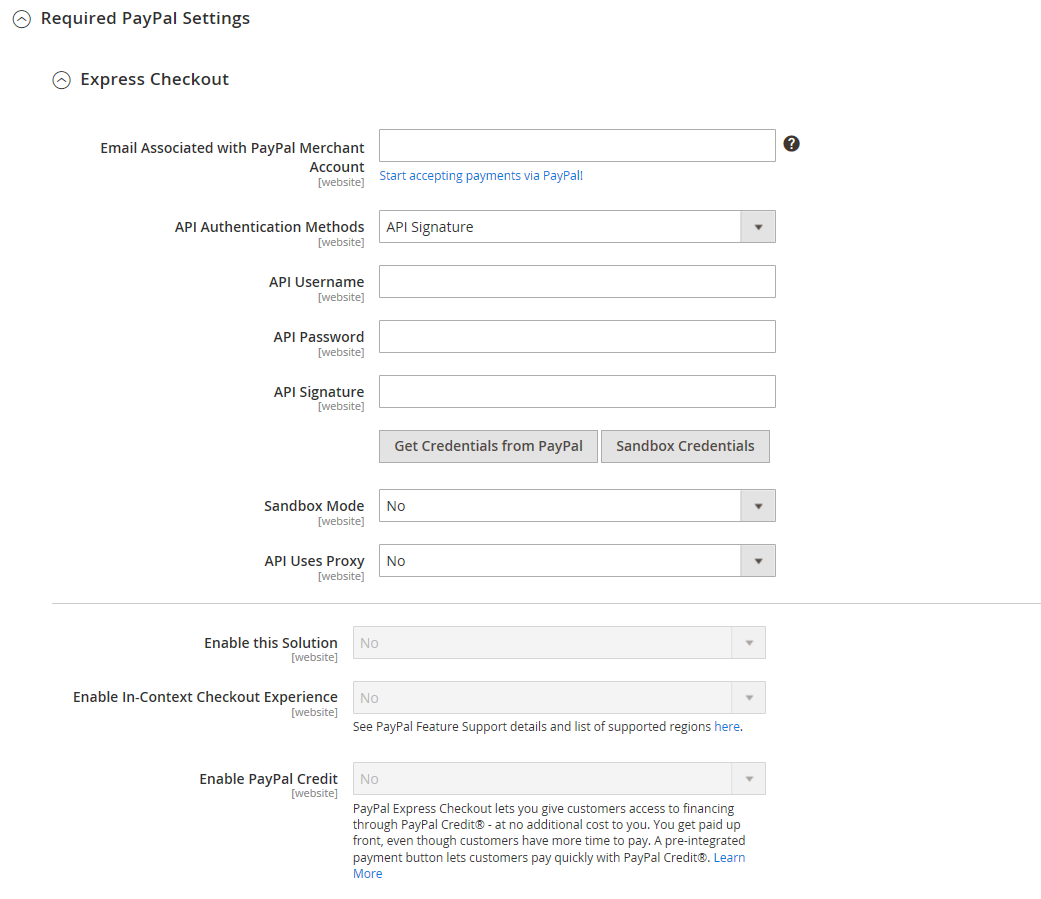 Required PayPal Settings
Express Checkout
Email Associated with PayPal Merchant
Account
[website]
?
Start accepting payments via PayPal!
API Authentication Methods
[website]
API Signature
API Username
[website]
API Password
[website]
API Signature
[website]
Get Credentials from PayPal
Sandbox Credentials
Sandbox Mode
[website]
No
API Uses Proxy
[website]
No
Enable this Solution
[website]
No
Enable In-Context Checkout Experience
[website]
No
See PayPal Feature Support details and list of supported regions here.
Enable PayPal Credit
[website]
No
PayPal Express Checkout lets you give customers access to financing
through PayPal Credit® - at no additional cost to you. You get paid up
front, even though customers have more time to pay. A pre-integrated
payment button lets customers pay quickly with PayPal Credit®. Learn
More